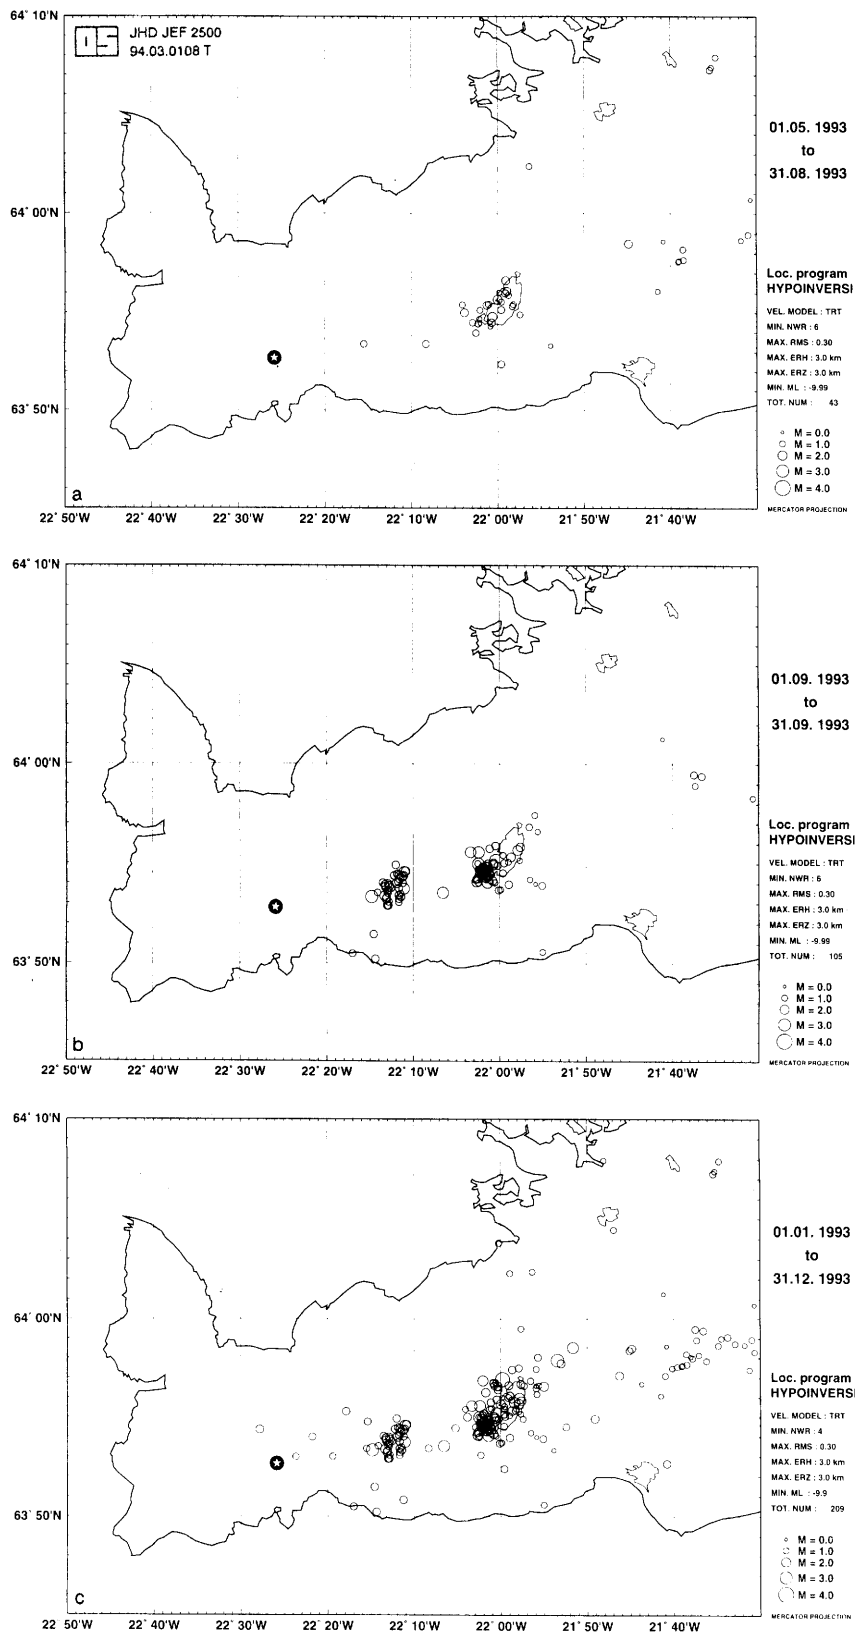 64° 10'N
OS
JHD JEF 2500
94.03.0108 T
01.05. 1993
to
31.08. 1993
64° 00'N
Loc. program
HYPOINVERSI
VEL. MODEL : TRT
MIN. NWR : 6
MAX. RMS : 0.30
MAX. ERH : 3.0 km
MAX. ERZ : 3.0 km
MIN. ML : -9.99
TOT. NUM : 43
63° 50'N
M = 0.0
M = 1.0
M = 2.0
M = 3.0
M = 4.0
a
MERCATOR PROJECTION
22° 50'W 22° 40'W 22° 30'W 22° 20'W 22° 10'W 22° 00'W 21° 50'W 21° 40'W
64° 10'N
01.09. 1993
to
31.09. 1993
64° 00'N
Loc. program
HYPOINVERSI
VEL. MODEL : TRT
MIN. NWR : 6
MAX. RMS : 0.30
MAX. ERH : 3.0 km
MAX. ERZ : 3.0 km
MIN. ML : -9.99
TOT. NUM : 105
63° 50'N
M = 0.0
M = 1.0
M = 2.0
M = 3.0
M = 4.0
b
MERCATOR PROJECTION
22° 50'W 22° 40'W 22° 30'W 22° 20'W 22° 10'W 22° 00'W 21° 50'W 21° 40'W
64° 10'N
01.01. 1993
to
31.12. 1993
64° 00'N
Loc. program
HYPOINVERSI
VEL. MODEL : TRT
MIN. NWR : 4
MAX. RMS : 0.30
MAX. ERH : 3.0 km
MAX. ERZ : 3.0 km
MIN. ML : -9.9
TOT. NUM : 209
63° 50'N
M = 0.0
M = 1.0
M = 2.0
M = 3.0
M = 4.0
c
MERCATOR PROJECTION
22° 50'W 22° 40'W 22° 30'W 22° 20'W 22° 10'W 22° 00'W 21° 50'W 21° 40'W